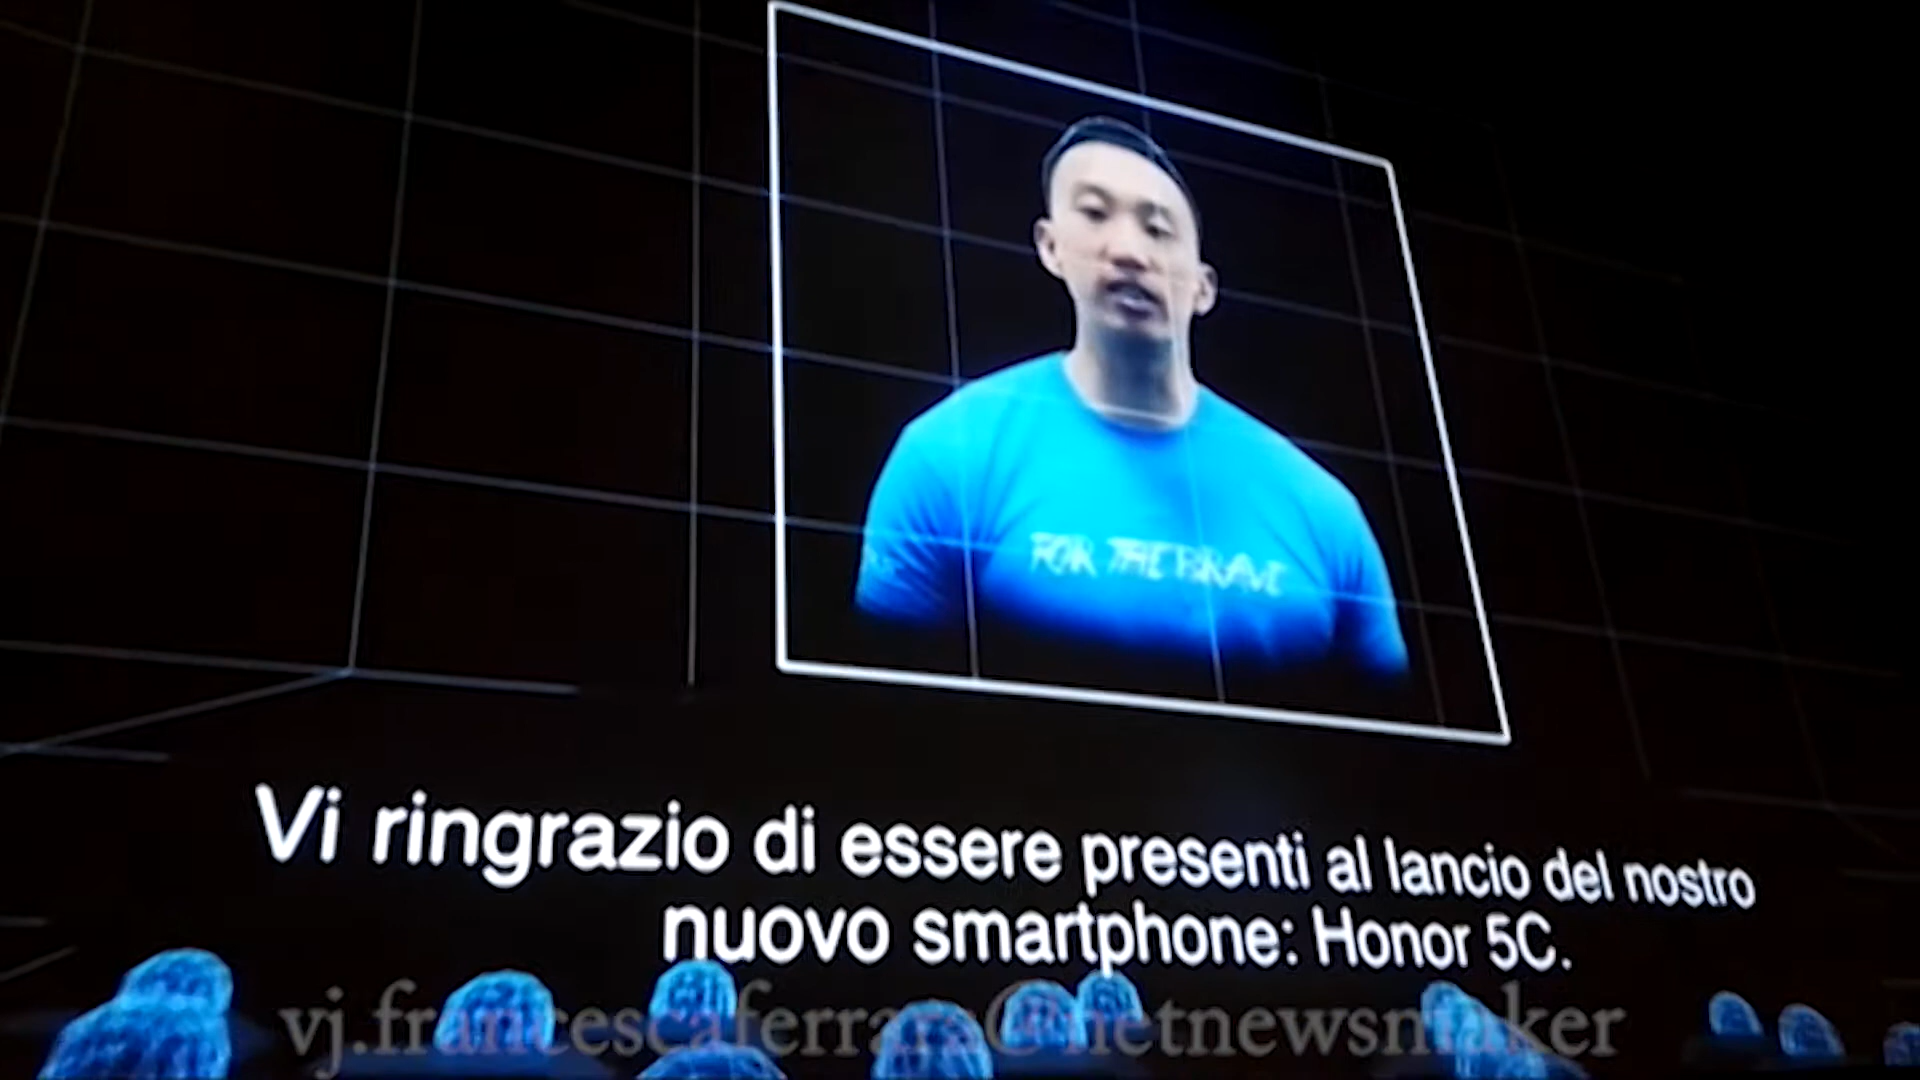 FOR THE BRAVE
Vi ringrazio di essere presenti al lancio del nostro
nuovo smartphone: Honor 5C.
vj.francescaferrara@netnewsmaker